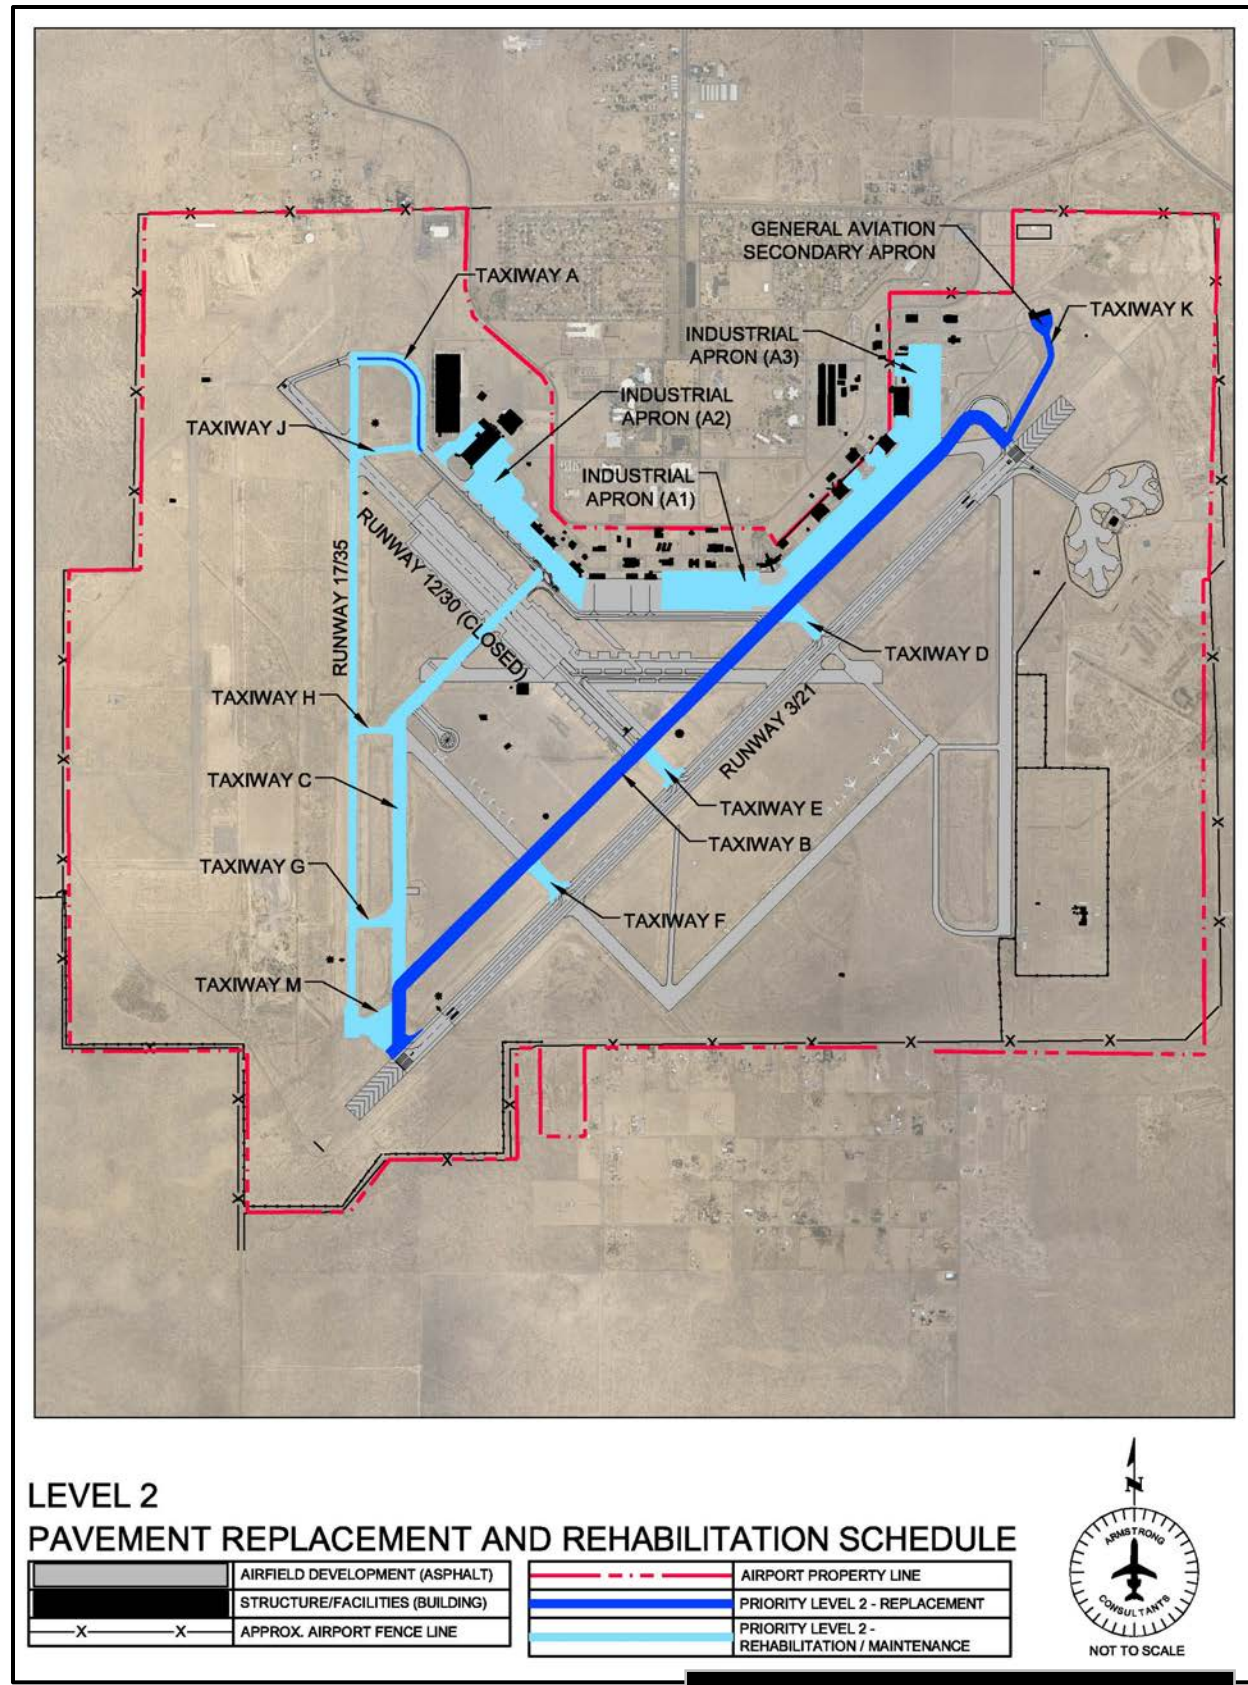 GENERAL AVIATION
SECONDARY APRON
TAXIWAY A
TAXIWAY K
INDUSTRIAL
APRON (A3)
INDUSTRIAL
APRON (A2)
TAXIWAY J
INDUSTRIAL
APRON (A1)
RUNWAY 17/35
RUNWAY 12/30 (CLOSED)
TAXIWAY D
TAXIWAY H
RUNWAY 3/21
TAXIWAY C
TAXIWAY E
TAXIWAY B
TAXIWAY G
TAXIWAY F
TAXIWAY M
LEVEL 2
PAVEMENT REPLACEMENT AND REHABILITATION SCHEDULE
AIRFIELD DEVELOPMENT (ASPHALT)
STRUCTURE/FACILITIES (BUILDING)
X X APPROX. AIRPORT FENCE LINE
AIRPORT PROPERTY LINE
PRIORITY LEVEL 2 - REPLACEMENT
PRIORITY LEVEL 2 -
REHABILITATION / MAINTENANCE
N
ARMSTRONG
CONSULTANTS
NOT TO SCALE